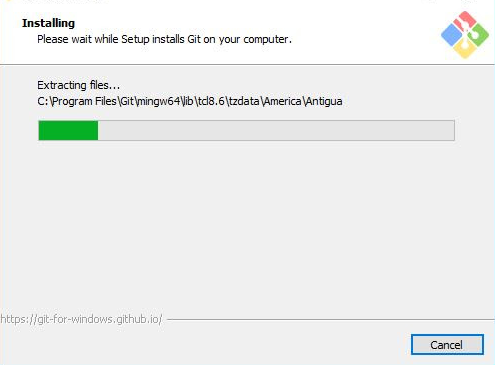 Installing
Please wait while Setup installs Git on your computer.
Extracting files...
C:\Program Files\Git\mingw64\lib\tcl8.6\tzdata\America\Antigua
https://git-for-windows.github.io/
Cancel